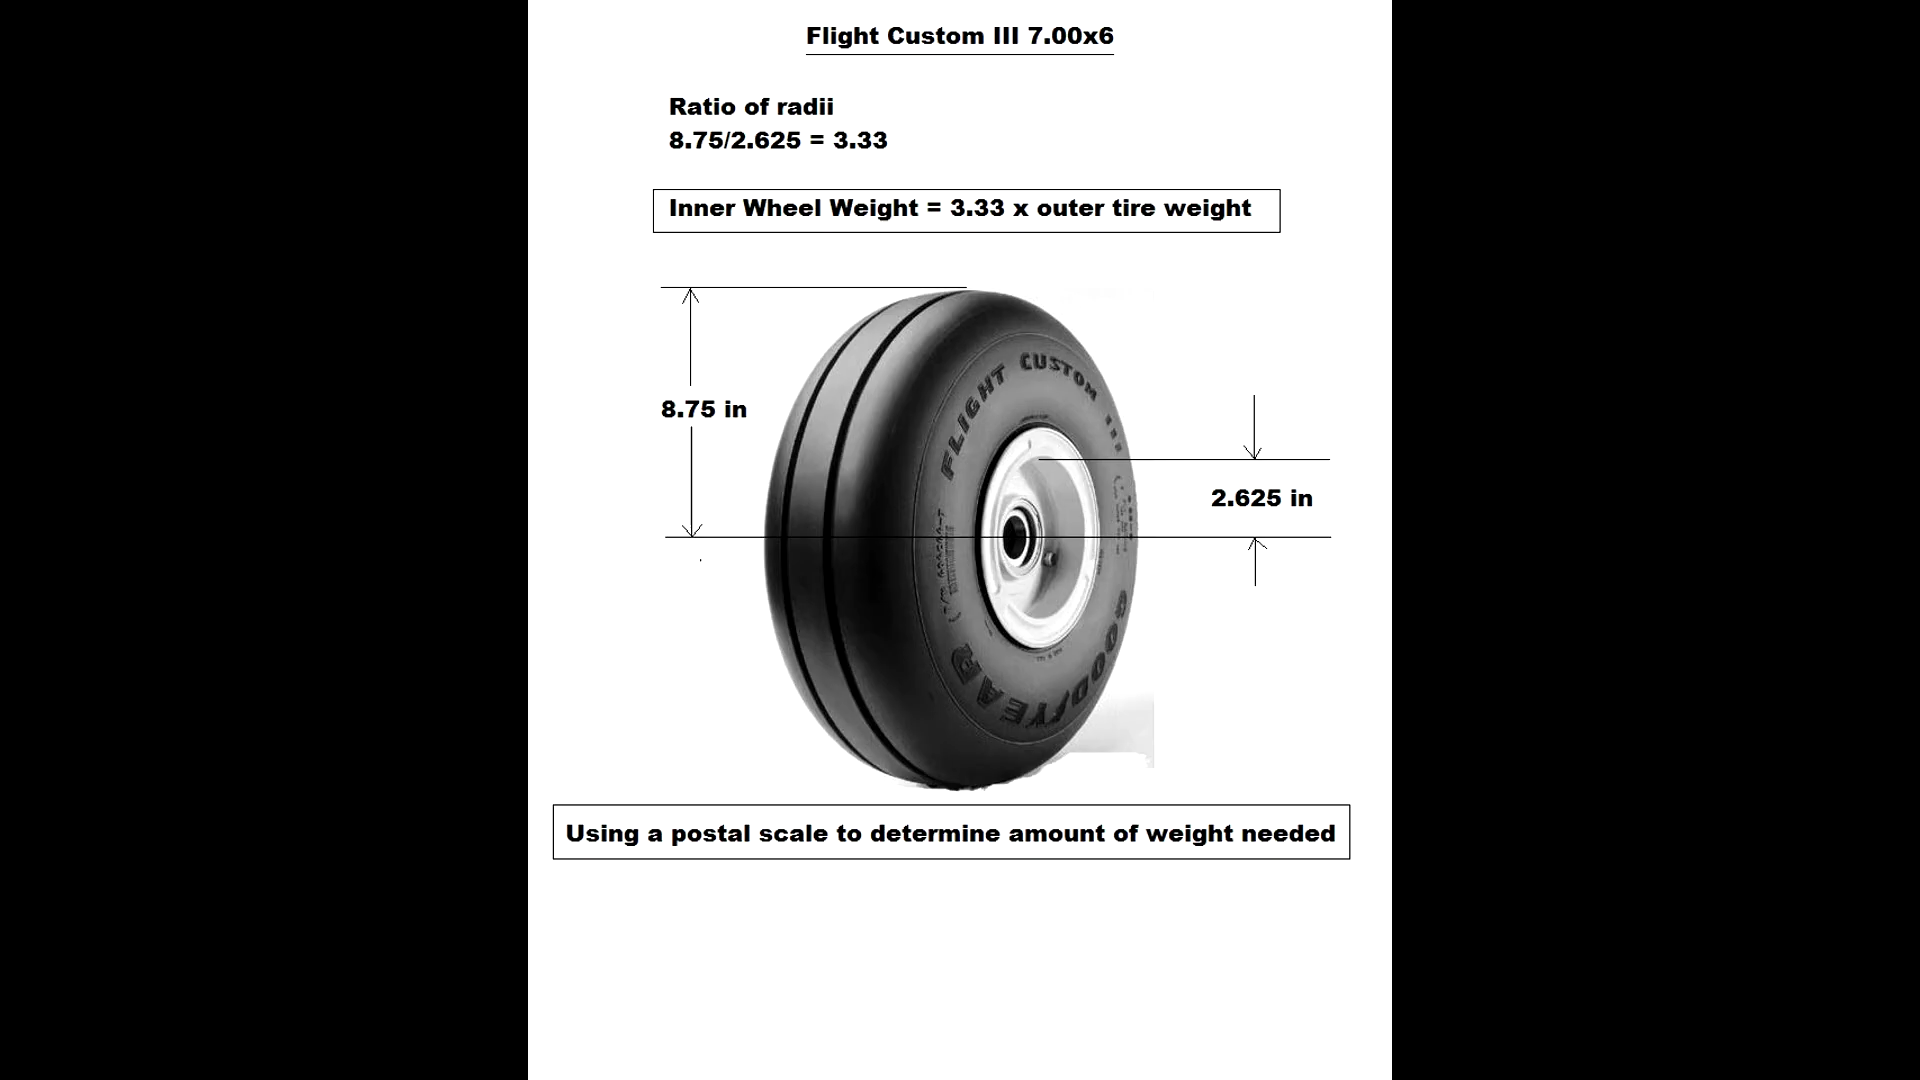 Flight Custom III 7.00x6
Ratio of radii
8.75/2.625 = 3.33
Inner Wheel Weight = 3.33 x outer tire weight
FLIGHT CUSTOM III
8.75 in
2.625 in
GOODYEAR
Using a postal scale to determine amount of weight needed